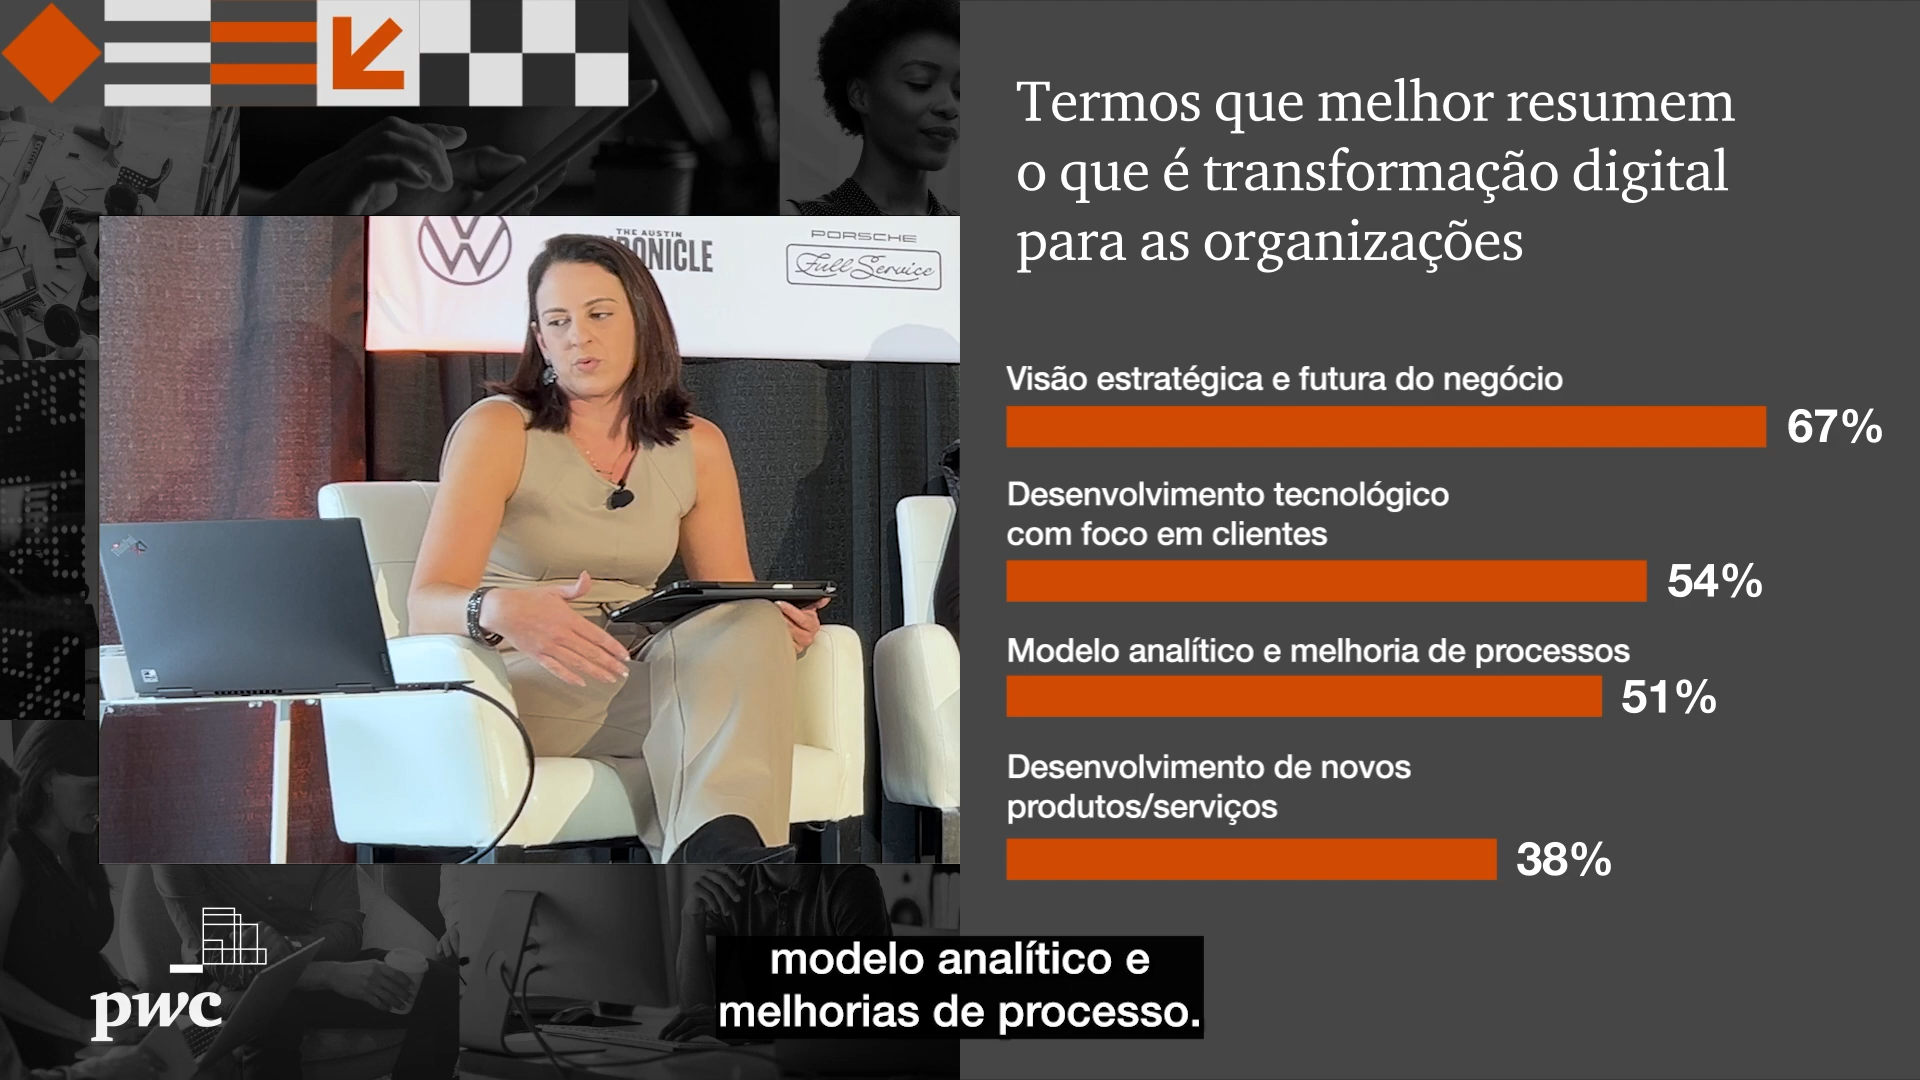 Termos que melhor resumem
o que é transformação digital
para as organizações
THE AUSTIN
RONICLE
PORSCHE
Full Service
Visão estratégica e futura do negócio
67%
Desenvolvimento tecnológico
com foco em clientes
54%
Modelo analítico e melhoria de processos
51%
Desenvolvimento de novos
produtos/serviços
38%
modelo analítico e
melhorias de processo.
pwc